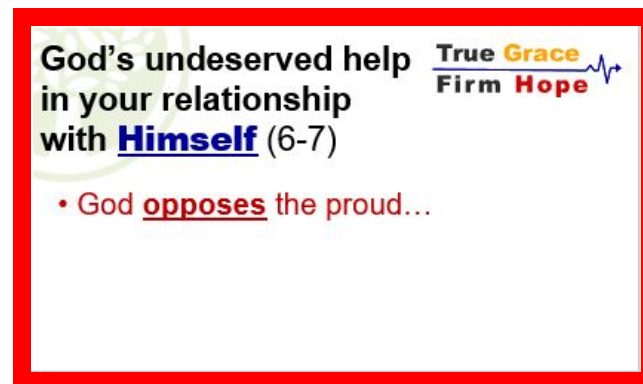 God's undeserved help
in your relationship
with Himself (6-7)
True Grace
Firm Hope
• God opposes the proud…